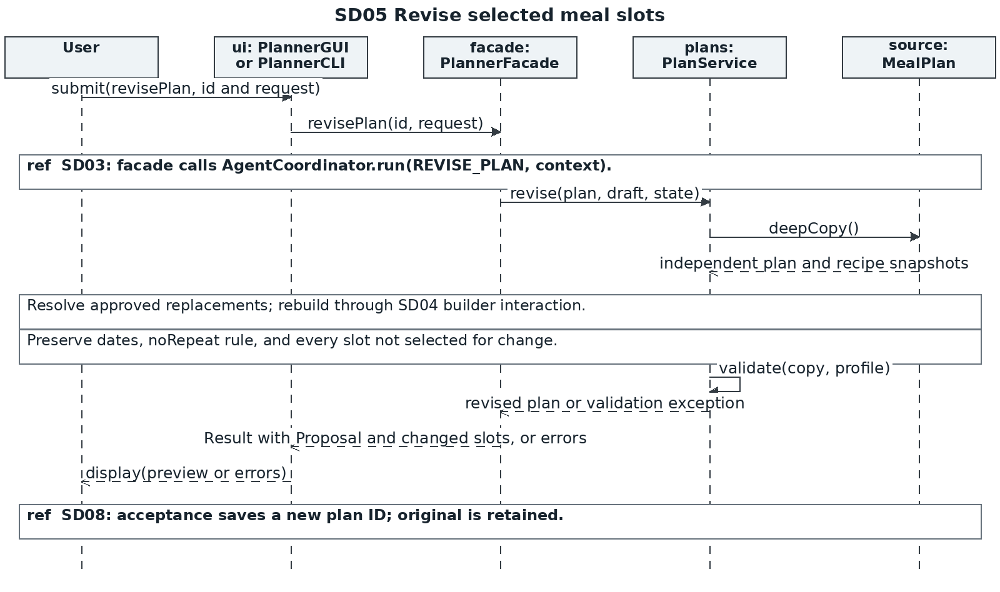 SD05 Revise selected meal slots
User
ui: PlannerGUI
or PlannerCLI
facade:
PlannerFacade
plans:
PlanService
source:
MealPlan
submit(revisePlan, id and request)
revisePlan(id, request)
ref  SD03: facade calls AgentCoordinator.run(REVISE_PLAN, context).
revise(plan, draft, state)
deepCopy()
independent plan and recipe snapshots
Resolve approved replacements; rebuild through SD04 builder interaction.
Preserve dates, noRepeat rule, and every slot not selected for change.
validate(copy, profile)
revised plan or validation exception
Result with Proposal and changed slots, or errors
display(preview or errors)
ref  SD08: acceptance saves a new plan ID; original is retained.